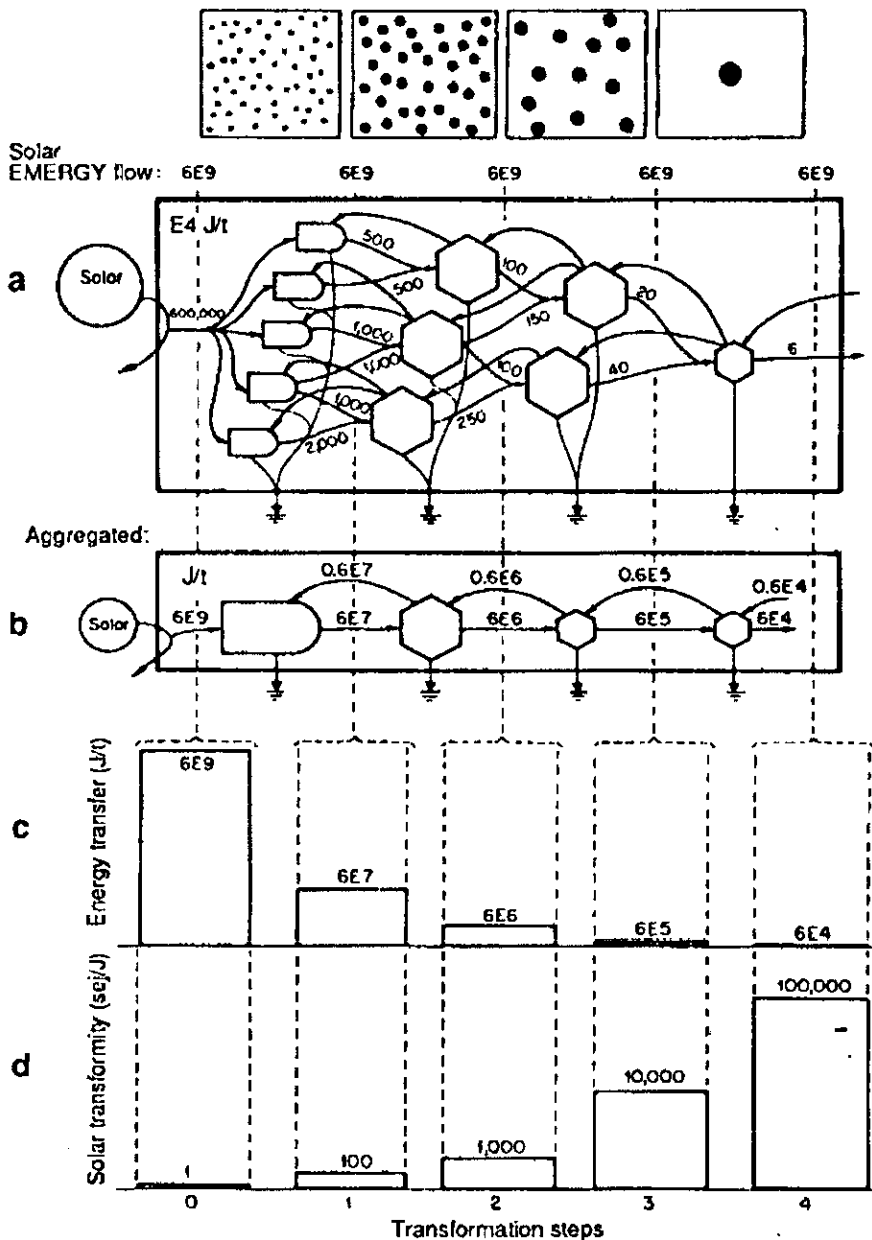 Solar
EMERGY flow: 6E9 6E9 6E9 6E9 6E9
a
E4 J/t
Solar
600,000
500
500
1,000
1,000
1,000
2,000
100
150
100
250
20
40
6
Aggregated:
b
J/t
Solar
6E9
0.6E7
6E7
0.6E6
6E6
0.6E5
6E5
0.6E4
6E4
c
Energy transfer (J/t)
6E9
6E7
6E6
6E5
6E4
d
Solar transformity (sej/J)
1
100
1,000
10,000
100,000
0 1 2 3 4
Transformation steps